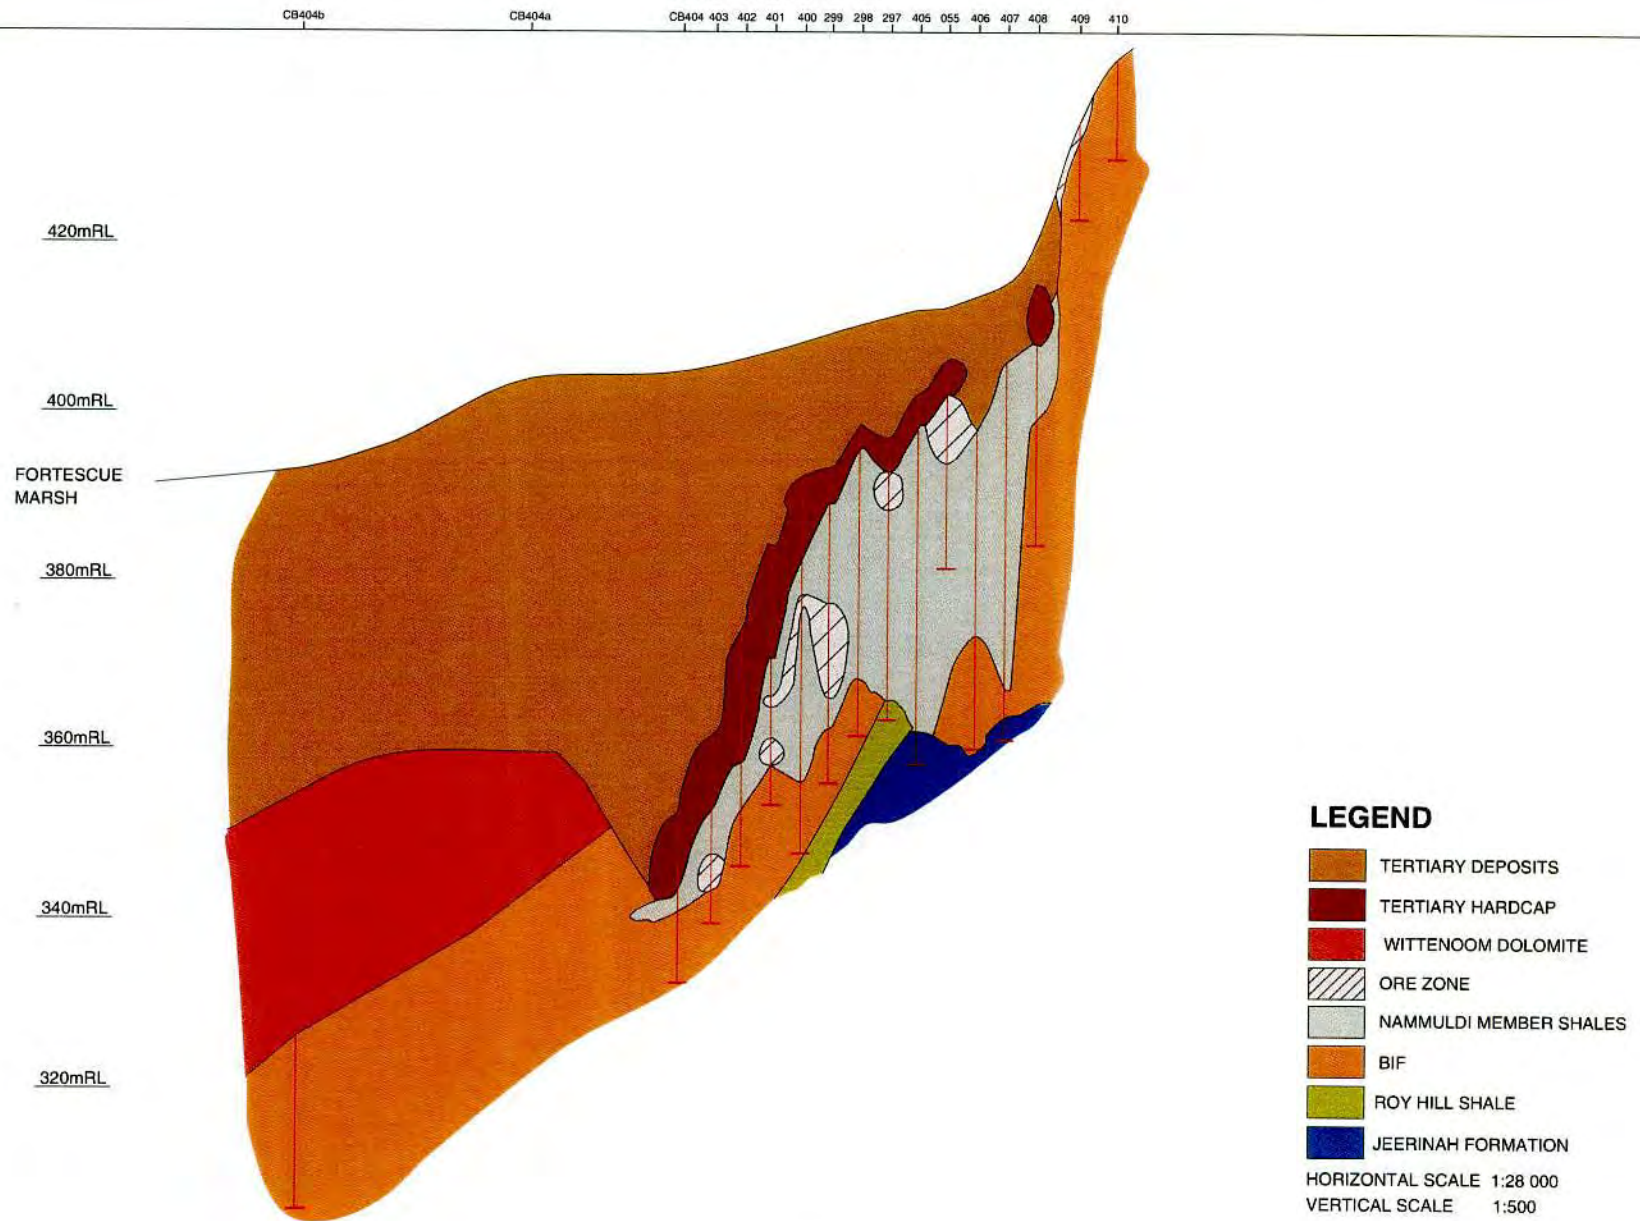 CB404b CB404a CB404 403 402 401 400 299 298 297 405 055 406 407 408 409 410
420mRL
400mRL
FORTESCUE
MARSH
380mRL
360mRL
340mRL
320mRL
LEGEND
TERTIARY DEPOSITS
TERTIARY HARDCAP
WITTENOOM DOLOMITE
ORE ZONE
NAMMULDI MEMBER SHALES
BIF
ROY HILL SHALE
JEERINAH FORMATION
HORIZONTAL SCALE 1:28 000
VERTICAL SCALE 1:500